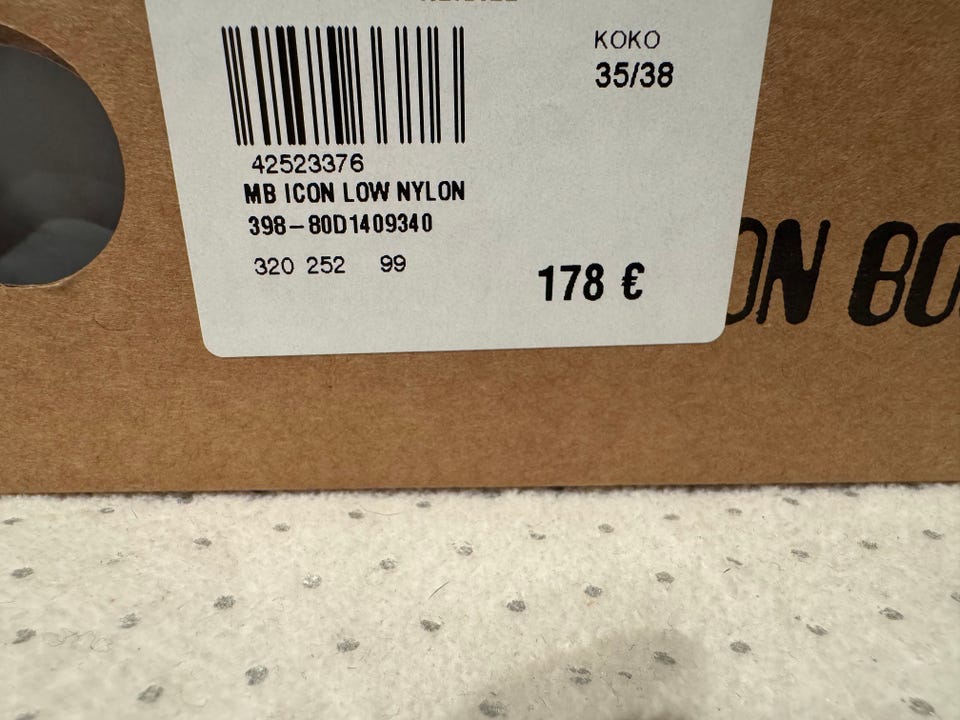 KOKO
35/38
42523376
MB ICON LOW NYLON
398-80D1409340
320 252 99
178 €
ON BO